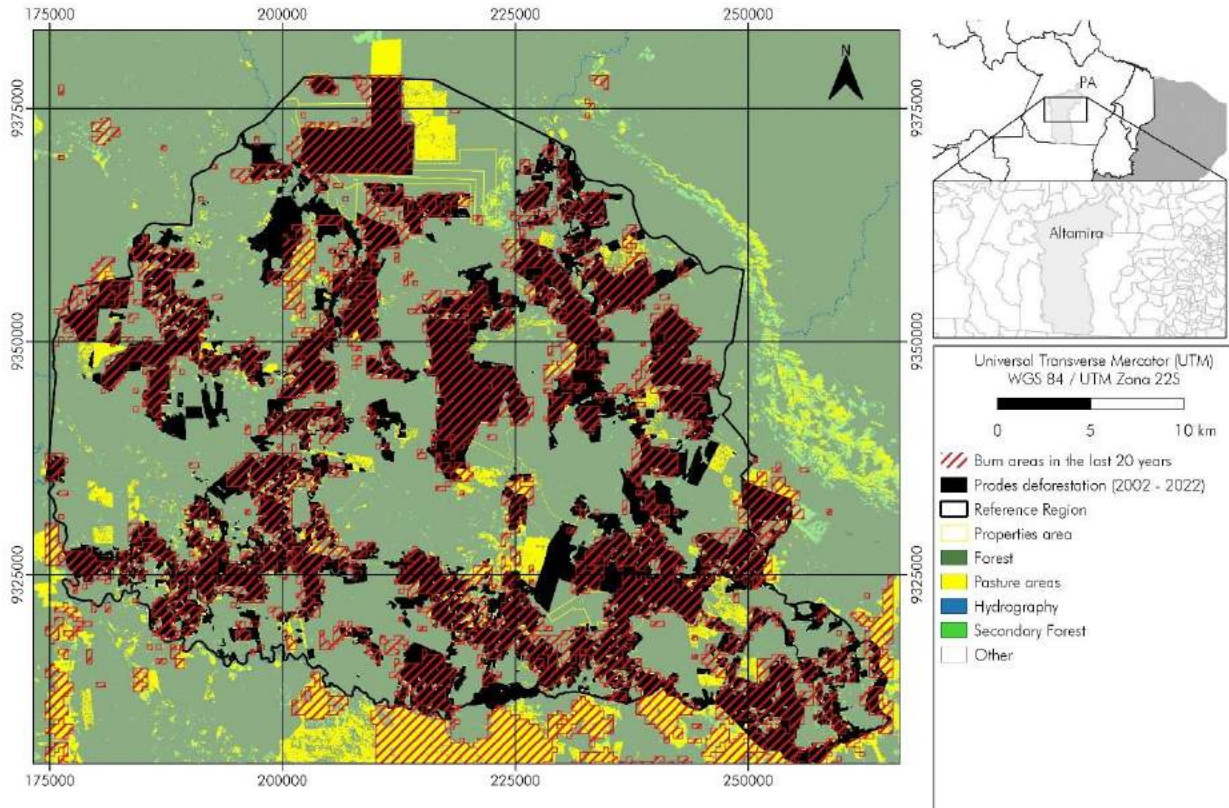 175000 200000 225000 250000
N
9375000 9375000
9350000 9350000
9325000 9325000
175000 200000 225000 250000
PA
Altamira
Universal Transverse Mercator (UTM)
WGS 84 / UTM Zona 22S
0 5 10 km
Burn areas in the last 20 years
Prodes deforestation (2002 - 2022)
Reference Region
Properties area
Forest
Pasture areas
Hydrography
Secondary Forest
Other